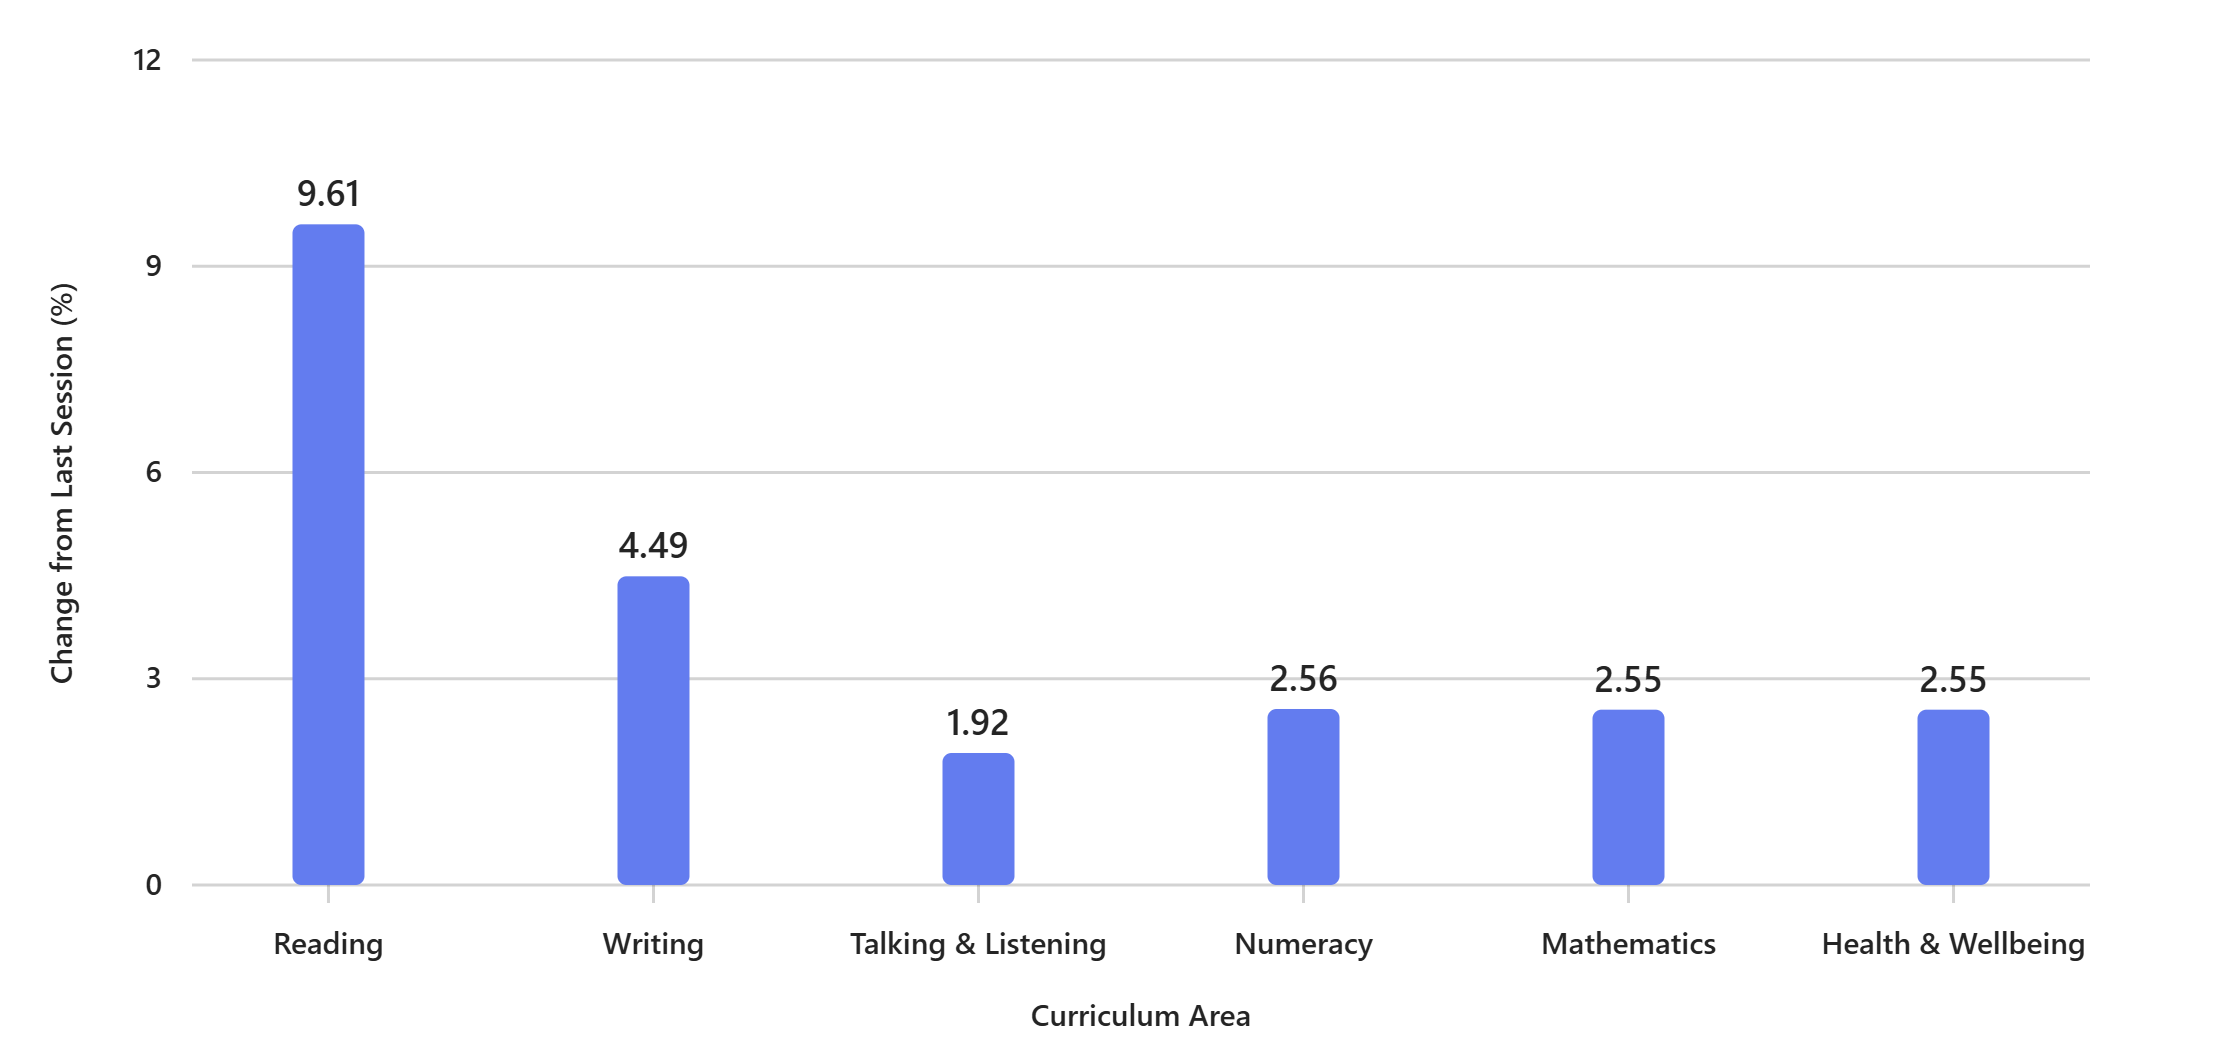 12
9
6
3
0
Change from Last Session (%)
9.61
4.49
1.92
2.56
2.55
2.55
Reading
Writing
Talking & Listening
Numeracy
Mathematics
Health & Wellbeing
Curriculum Area